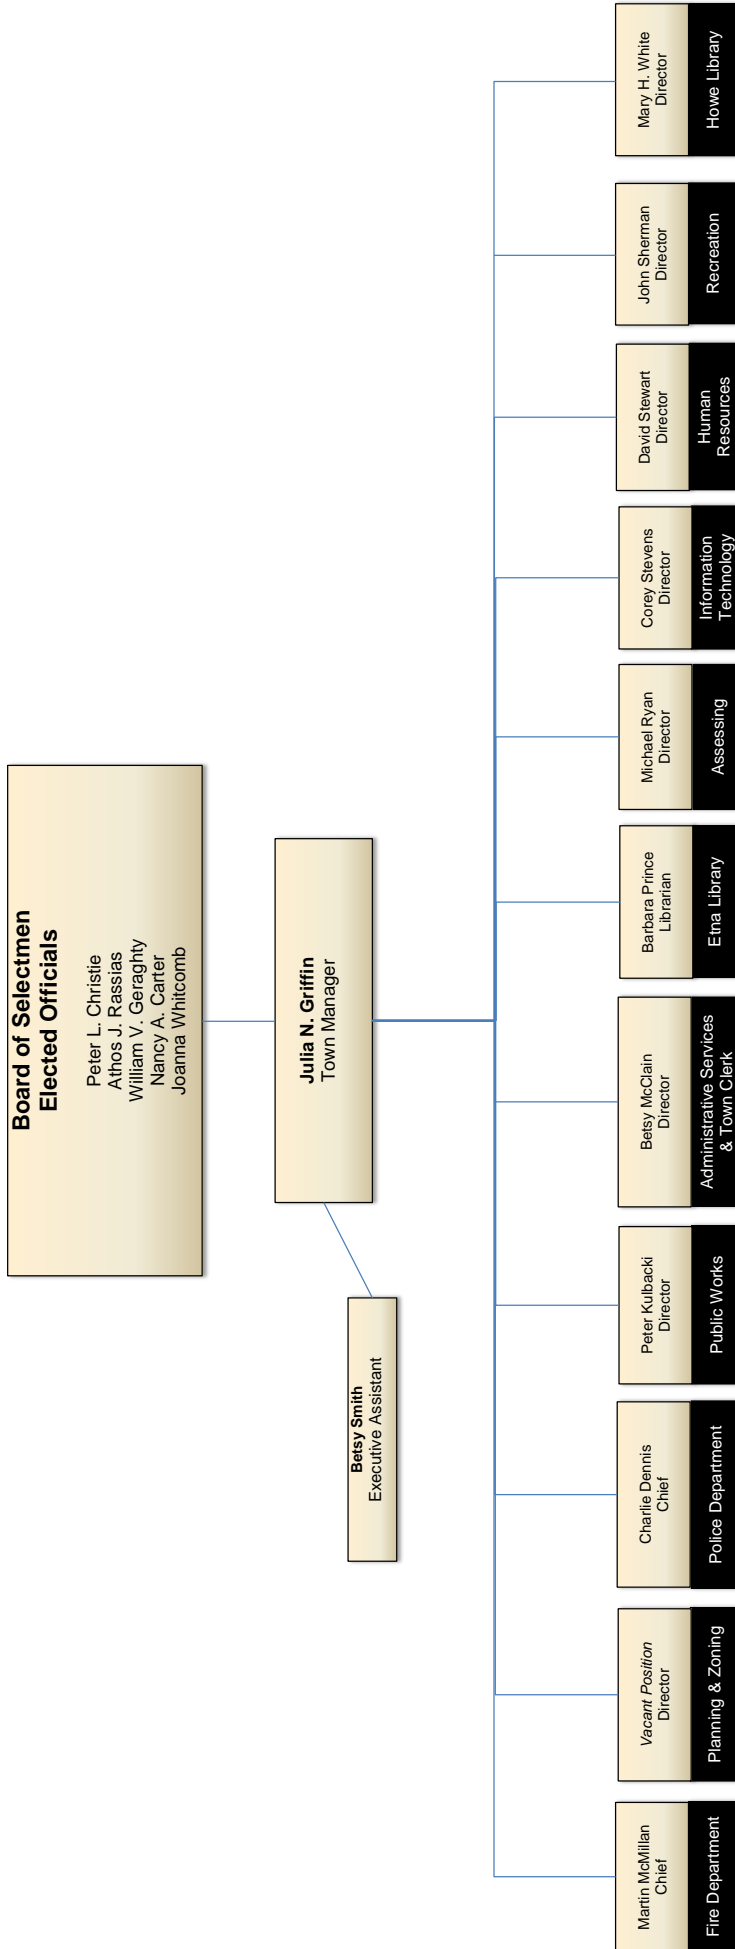 Board of Selectmen
Elected Officials
Peter L. Christie
Athos J. Rassias
William V. Geraghty
Nancy A. Carter
Joanna Whitcomb
Julia N. Griffin
Town Manager
Betsy Smith
Executive Assistant
Martin McMillan
Chief
Fire Department
Vacant Position
Director
Planning & Zoning
Charlie Dennis
Chief
Police Department
Peter Kulbacki
Director
Public Works
Betsy McClain
Director
Administrative Services
& Town Clerk
Barbara Prince
Librarian
Etna Library
Michael Ryan
Director
Assessing
Corey Stevens
Director
Information
Technology
David Stewart
Director
Human
Resources
John Sherman
Director
Recreation
Mary H. White
Director
Howe Library